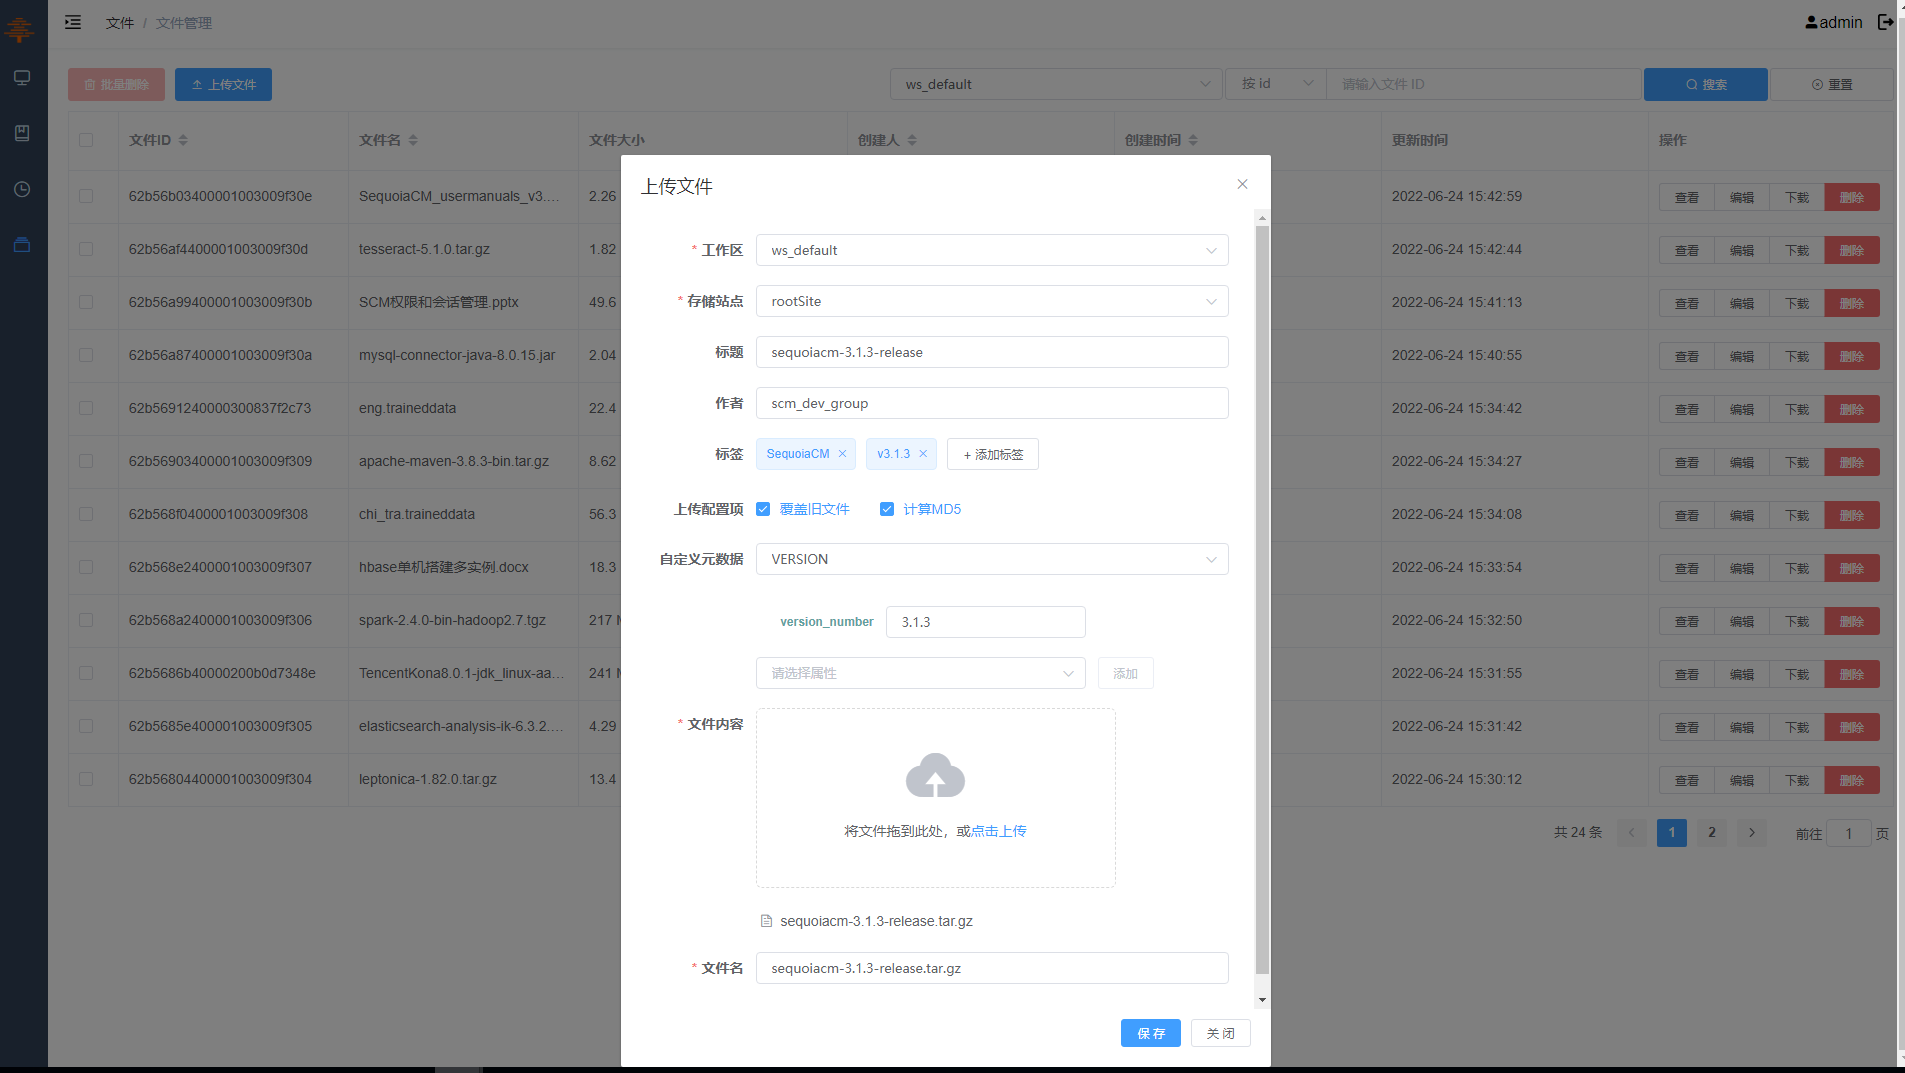 文件 / 文件管理
admin
批量删除
上传文件
ws_default
按 id
请输入文件 ID
搜索
重置
文件ID 文件名 文件大小 创建人 创建时间 更新时间 操作
62b56b03400001003009f30e SequoiaCM_usermanuals_v3.... 2.26 2022-06-24 15:42:59 查看 编辑 下载 删除
62b56af4400001003009f30d tesseract-5.1.0.tar.gz 1.82 2022-06-24 15:42:44 查看 编辑 下载 删除
62b56a99400001003009f30b SCM权限和会话管理.pptx 49.6 2022-06-24 15:41:13 查看 编辑 下载 删除
62b56a87400001003009f30a mysql-connector-java-8.0.15.jar 2.04 2022-06-24 15:40:55 查看 编辑 下载 删除
62b5691240000300837f2c73 eng.traineddata 22.4 2022-06-24 15:34:42 查看 编辑 下载 删除
62b56903400001003009f309 apache-maven-3.8.3-bin.tar.gz 8.62 2022-06-24 15:34:27 查看 编辑 下载 删除
62b568f0400001003009f308 chi_tra.traineddata 56.3 2022-06-24 15:34:08 查看 编辑 下载 删除
62b568e2400001003009f307 hbase单机搭建多实例.docx 18.3 2022-06-24 15:33:54 查看 编辑 下载 删除
62b568a2400001003009f306 spark-2.4.0-bin-hadoop2.7.tgz 217 2022-06-24 15:32:50 查看 编辑 下载 删除
62b5686b40000200b0d7348e TencentKona8.0.1-jdk_linux-aa... 241 2022-06-24 15:31:55 查看 编辑 下载 删除
62b5685e400001003009f305 elasticsearch-analysis-ik-6.3.2.... 4.29 2022-06-24 15:31:42 查看 编辑 下载 删除
62b56804400001003009f304 leptonica-1.82.0.tar.gz 13.4 2022-06-24 15:30:12 查看 编辑 下载 删除
共 24 条 1 2 前往 1 页
上传文件
* 工作区 ws_default
* 存储站点 rootSite
标题 sequoiacm-3.1.3-release
作者 scm_dev_group
标签 SequoiaCM v3.1.3 + 添加标签
上传配置项 覆盖旧文件 计算MD5
自定义元数据 VERSION
version_number 3.1.3
请选择属性 添加
* 文件内容
将文件拖到此处，或点击上传
sequoiacm-3.1.3-release.tar.gz
* 文件名 sequoiacm-3.1.3-release.tar.gz
保存 关闭